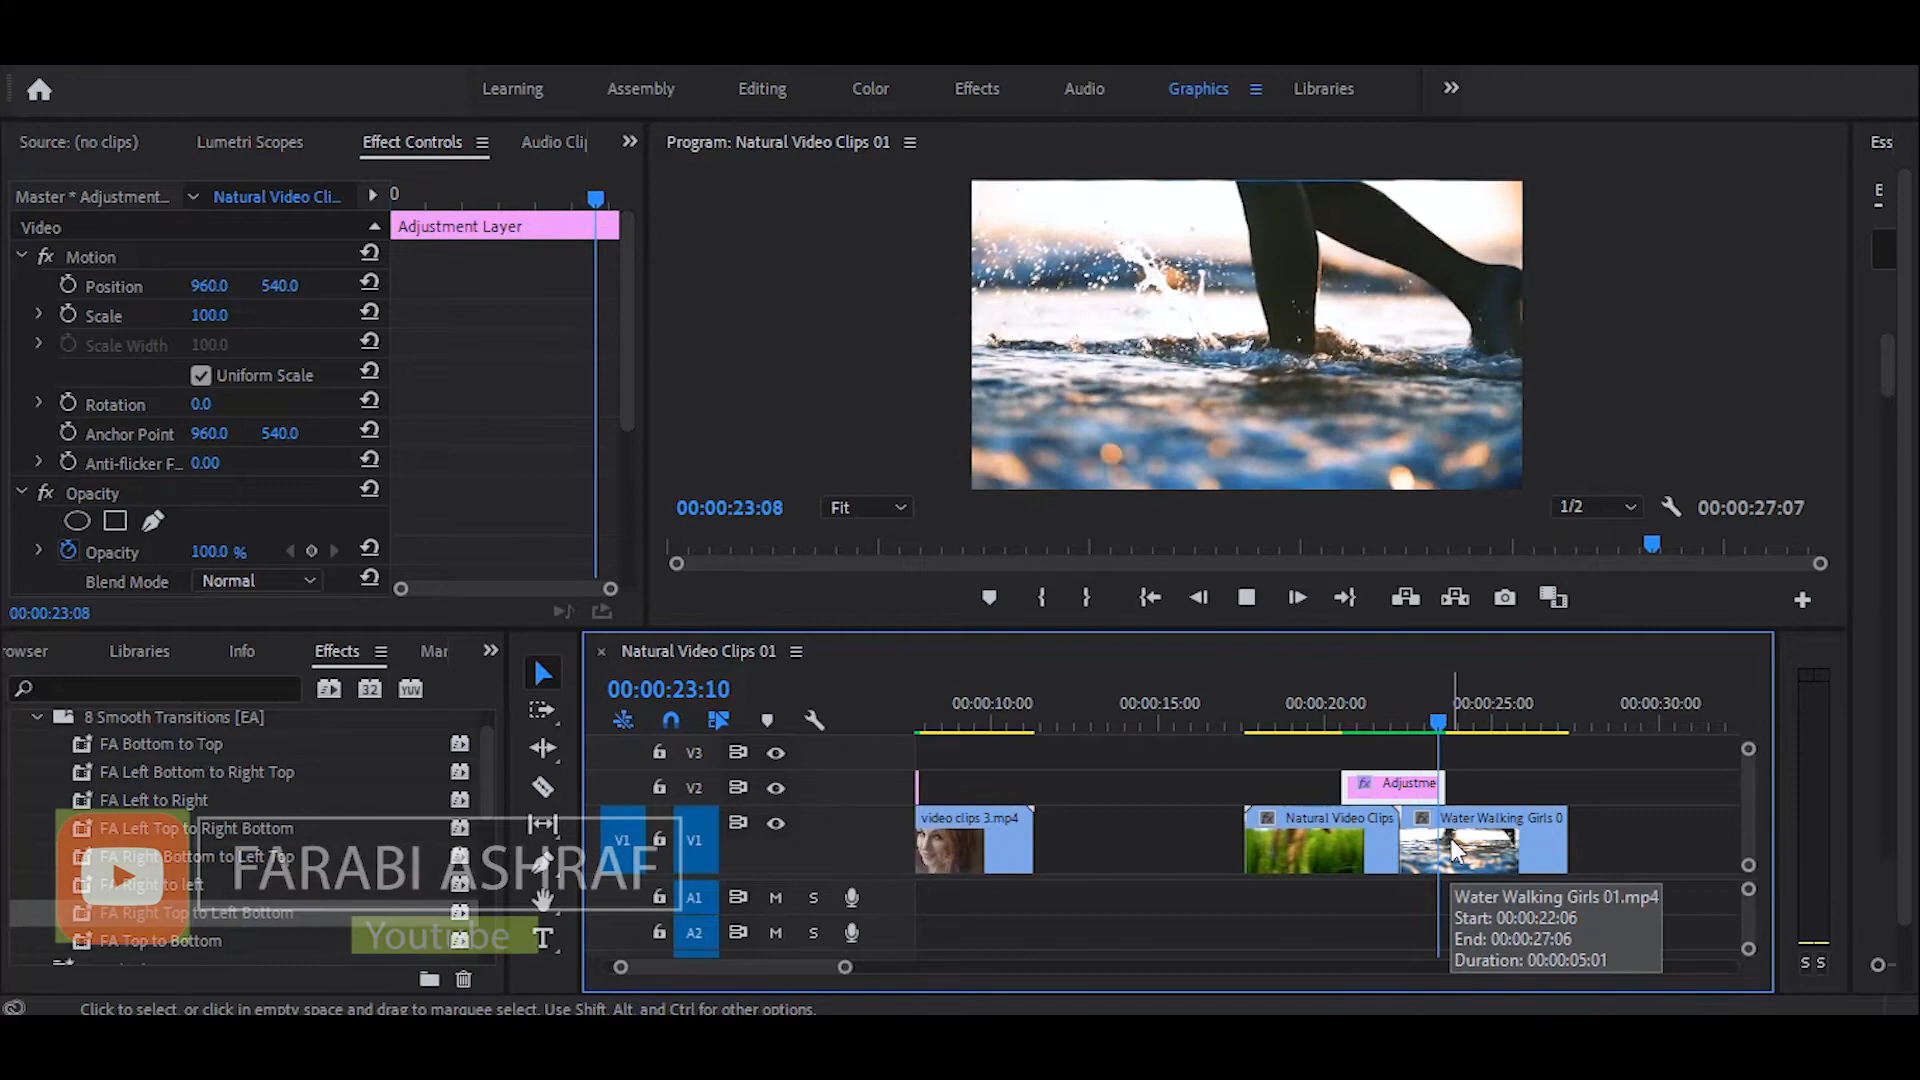 Learning Assembly Editing Color Effects Audio Graphics Libraries
Source: (no clips) Lumetri Scopes Effect Controls Audio Clip
Master * Adjustment... Natural Video Cli... 0
Video Adjustment Layer
Motion
Position 960.0 540.0
Scale 100.0
Scale Width 100.0
Uniform Scale
Rotation 0.0
Anchor Point 960.0 540.0
Anti-flicker F... 0.00
Opacity
Opacity 100.0 %
Blend Mode Normal
00:00:23:08
Program: Natural Video Clips 01
00:00:23:08 Fit 1/2 00:00:27:07
Ess
E
rowser Libraries Info Effects Mar
32 YUV
8 Smooth Transitions [EA]
FA Bottom to Top
FA Left Bottom to Right Top
FA Left to Right
FA Left Top to Right Bottom
FA Right Bottom to Left Top
FA Right to left
FA Right Top to Left Bottom
FA Top to Bottom
FARABI ASHRAF
Youtube
T
Natural Video Clips 01
00:00:23:10
00:00:10:00 00:00:15:00 00:00:20:00 00:00:25:00 00:00:30:00
V3
V2 fx Adjustme
V1 V1 video clips 3.mp4 fx Natural Video Clips fx Water Walking Girls 0
A1 M S
A2 M S
Water Walking Girls 01.mp4
Start: 00:00:22:06
End: 00:00:27:06
Duration: 00:00:05:01
S S
Click to select, or click in empty space and drag to marquee select. Use Shift, Alt, and Ctrl for other options.